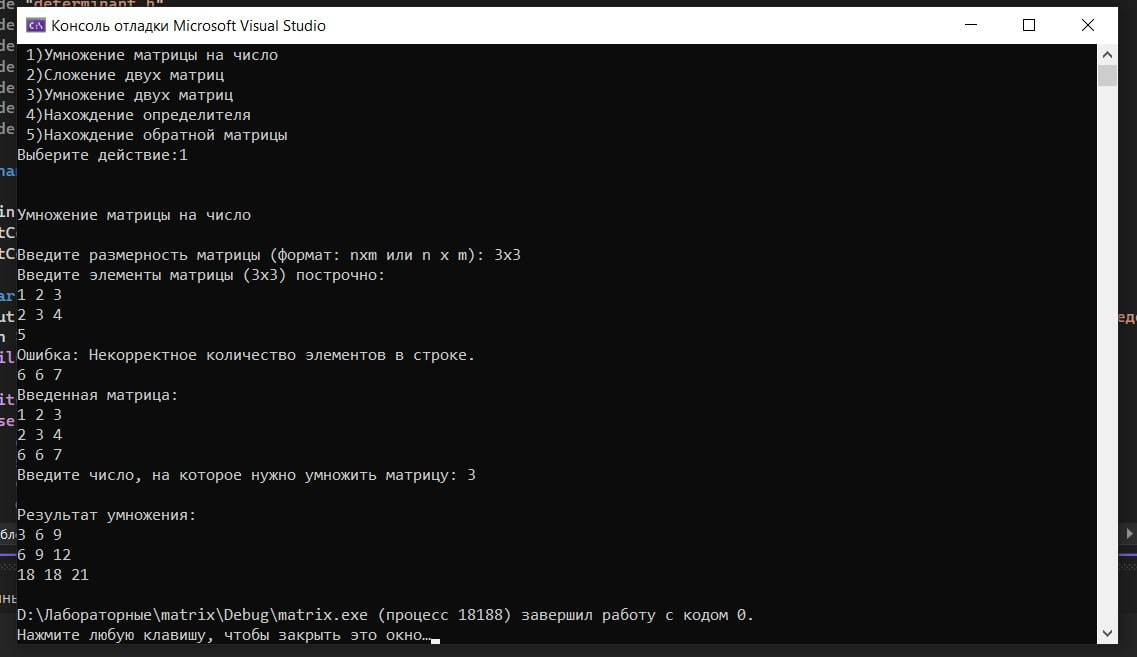 Консоль отладки Microsoft Visual Studio
1)Умножение матрицы на число
2)Сложение двух матриц
3)Умножение двух матриц
4)Нахождение определителя
5)Нахождение обратной матрицы
Выберите действие:1
Умножение матрицы на число
Введите размерность матрицы (формат: nxm или n x m): 3x3
Введите элементы матрицы (3x3) построчно:
1 2 3
2 3 4
5
Ошибка: Некорректное количество элементов в строке.
6 6 7
Введенная матрица:
1 2 3
2 3 4
6 6 7
Введите число, на которое нужно умножить матрицу: 3
Результат умножения:
3 6 9
6 9 12
18 18 21
D:\Лабораторные\matrix\Debug\matrix.exe (процесс 18188) завершил работу с кодом 0.
Нажмите любую клавишу, чтобы закрыть это окно…